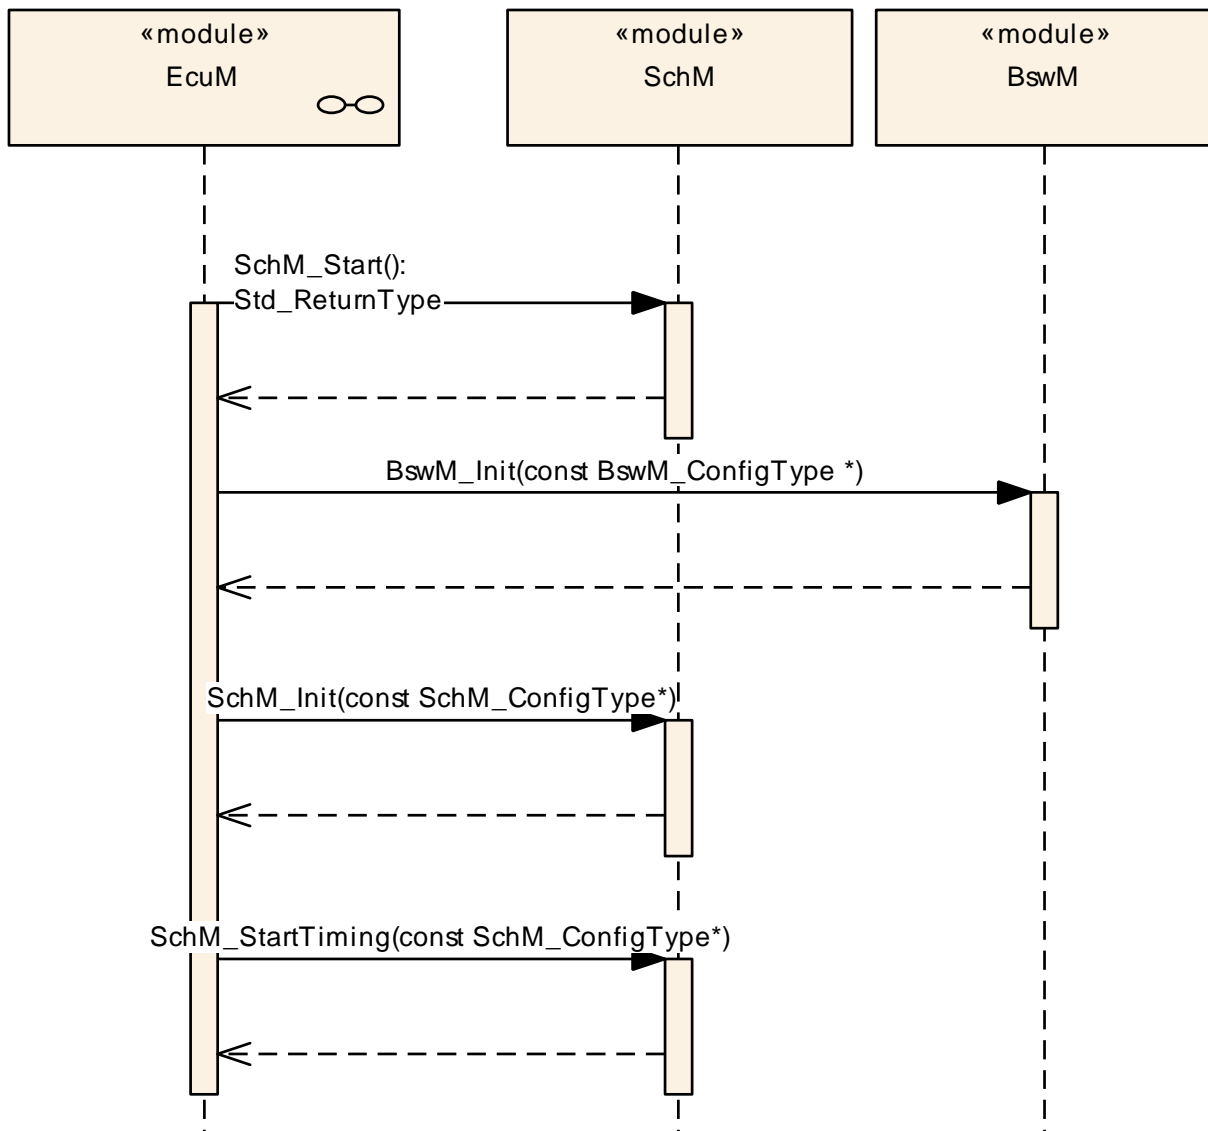 «module»
EcuM
«module»
SchM
«module»
BswM
SchM_Start():
Std_ReturnType
BswM_Init(const BswM_ConfigType *)
SchM_Init(const SchM_ConfigType*)
SchM_StartTiming(const SchM_ConfigType*)